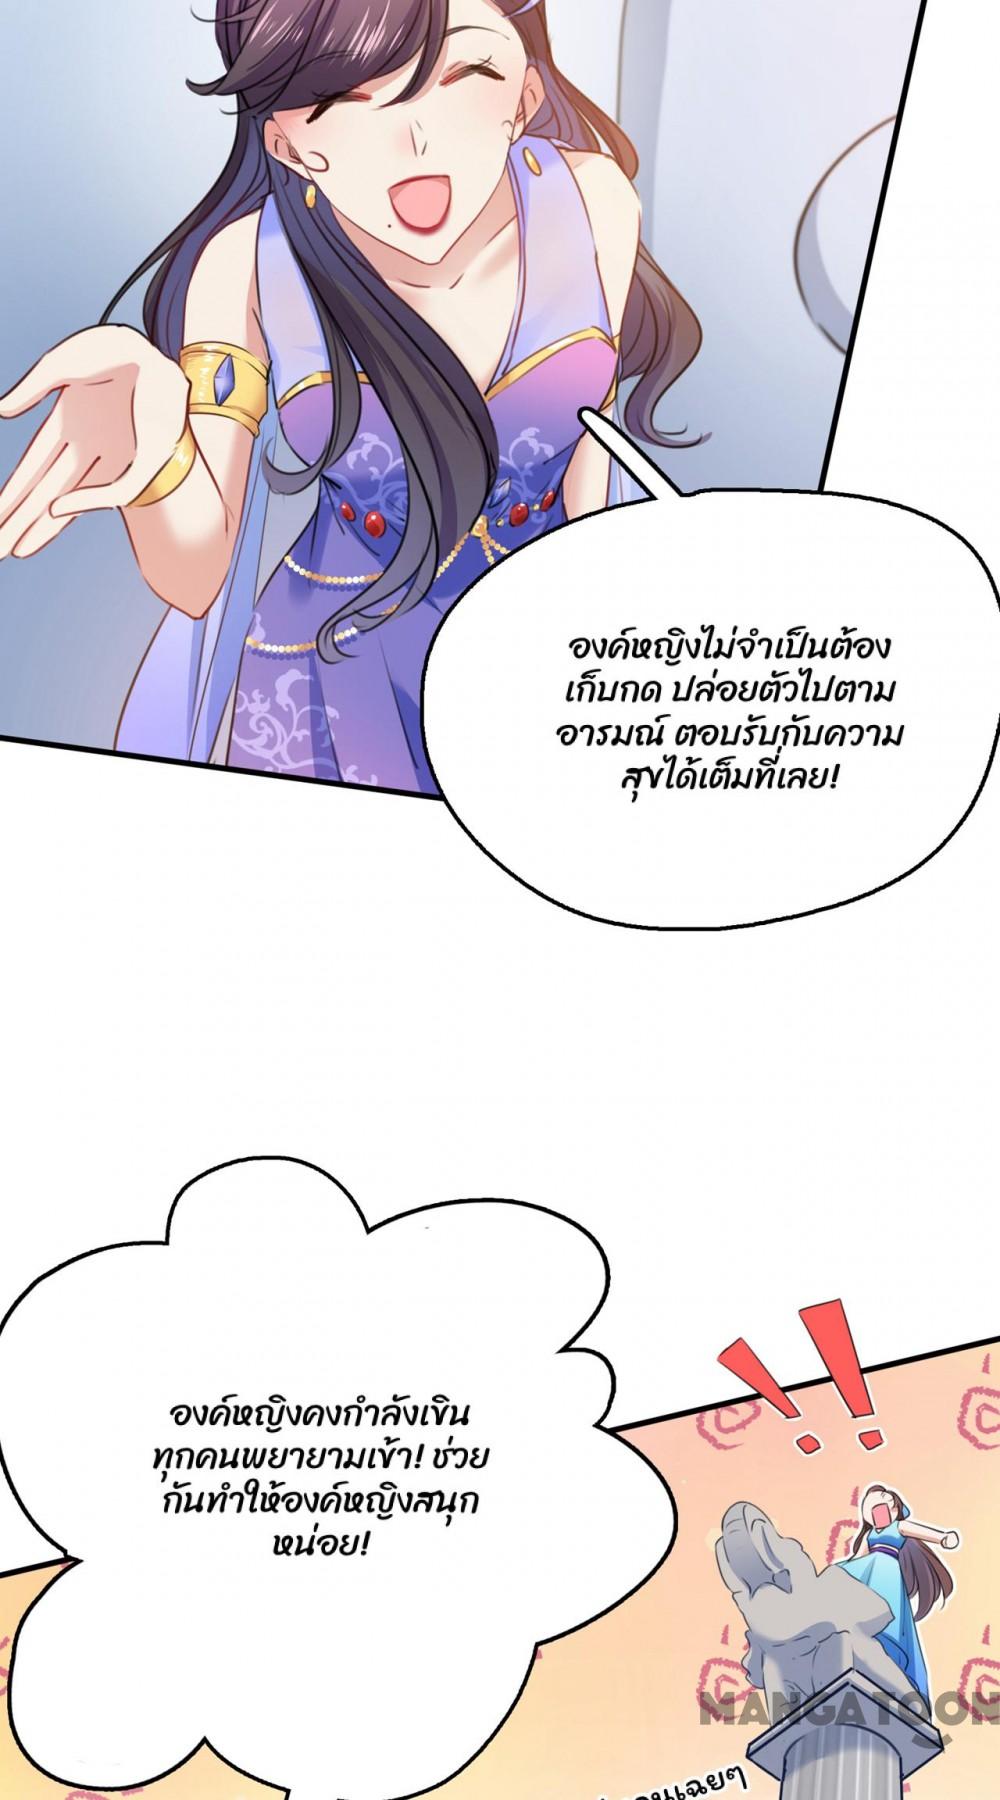 องค์หญิงไม่จำเป็นต้อง
เก็บกด ปล่อยตัวไปตาม
อารมณ์ ตอบรับกับความ
สุขได้เต็มที่เลย!
องค์หญิงคงกำลังเขิน
ทุกคนพยายามเข้า! ช่วย
กันทำให้องค์หญิงสนุก
หน่อย!
!!
MANGATOON